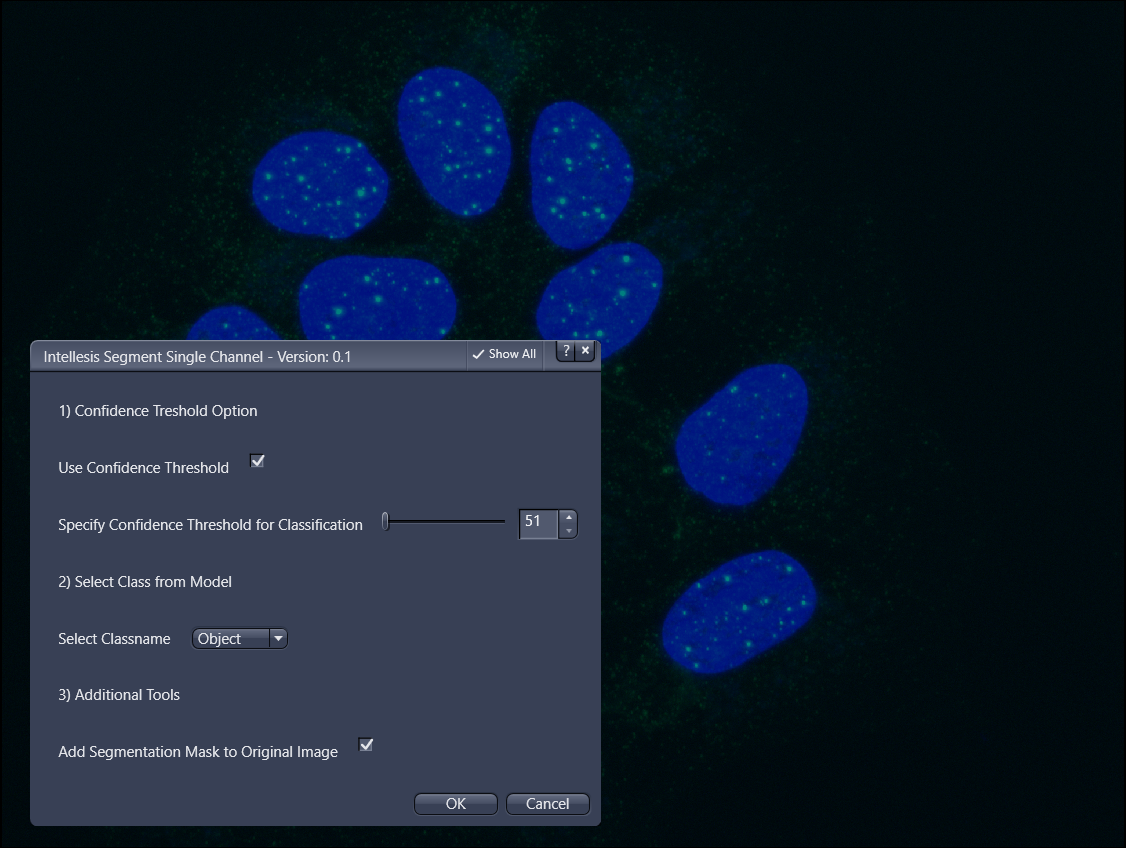 Intellesis Segment Single Channel - Version: 0.1 Show All ? ×
1) Confidence Treshold Option
Use Confidence Threshold
Specify Confidence Threshold for Classification 51
2) Select Class from Model
Select Classname Object
3) Additional Tools
Add Segmentation Mask to Original Image
OK Cancel